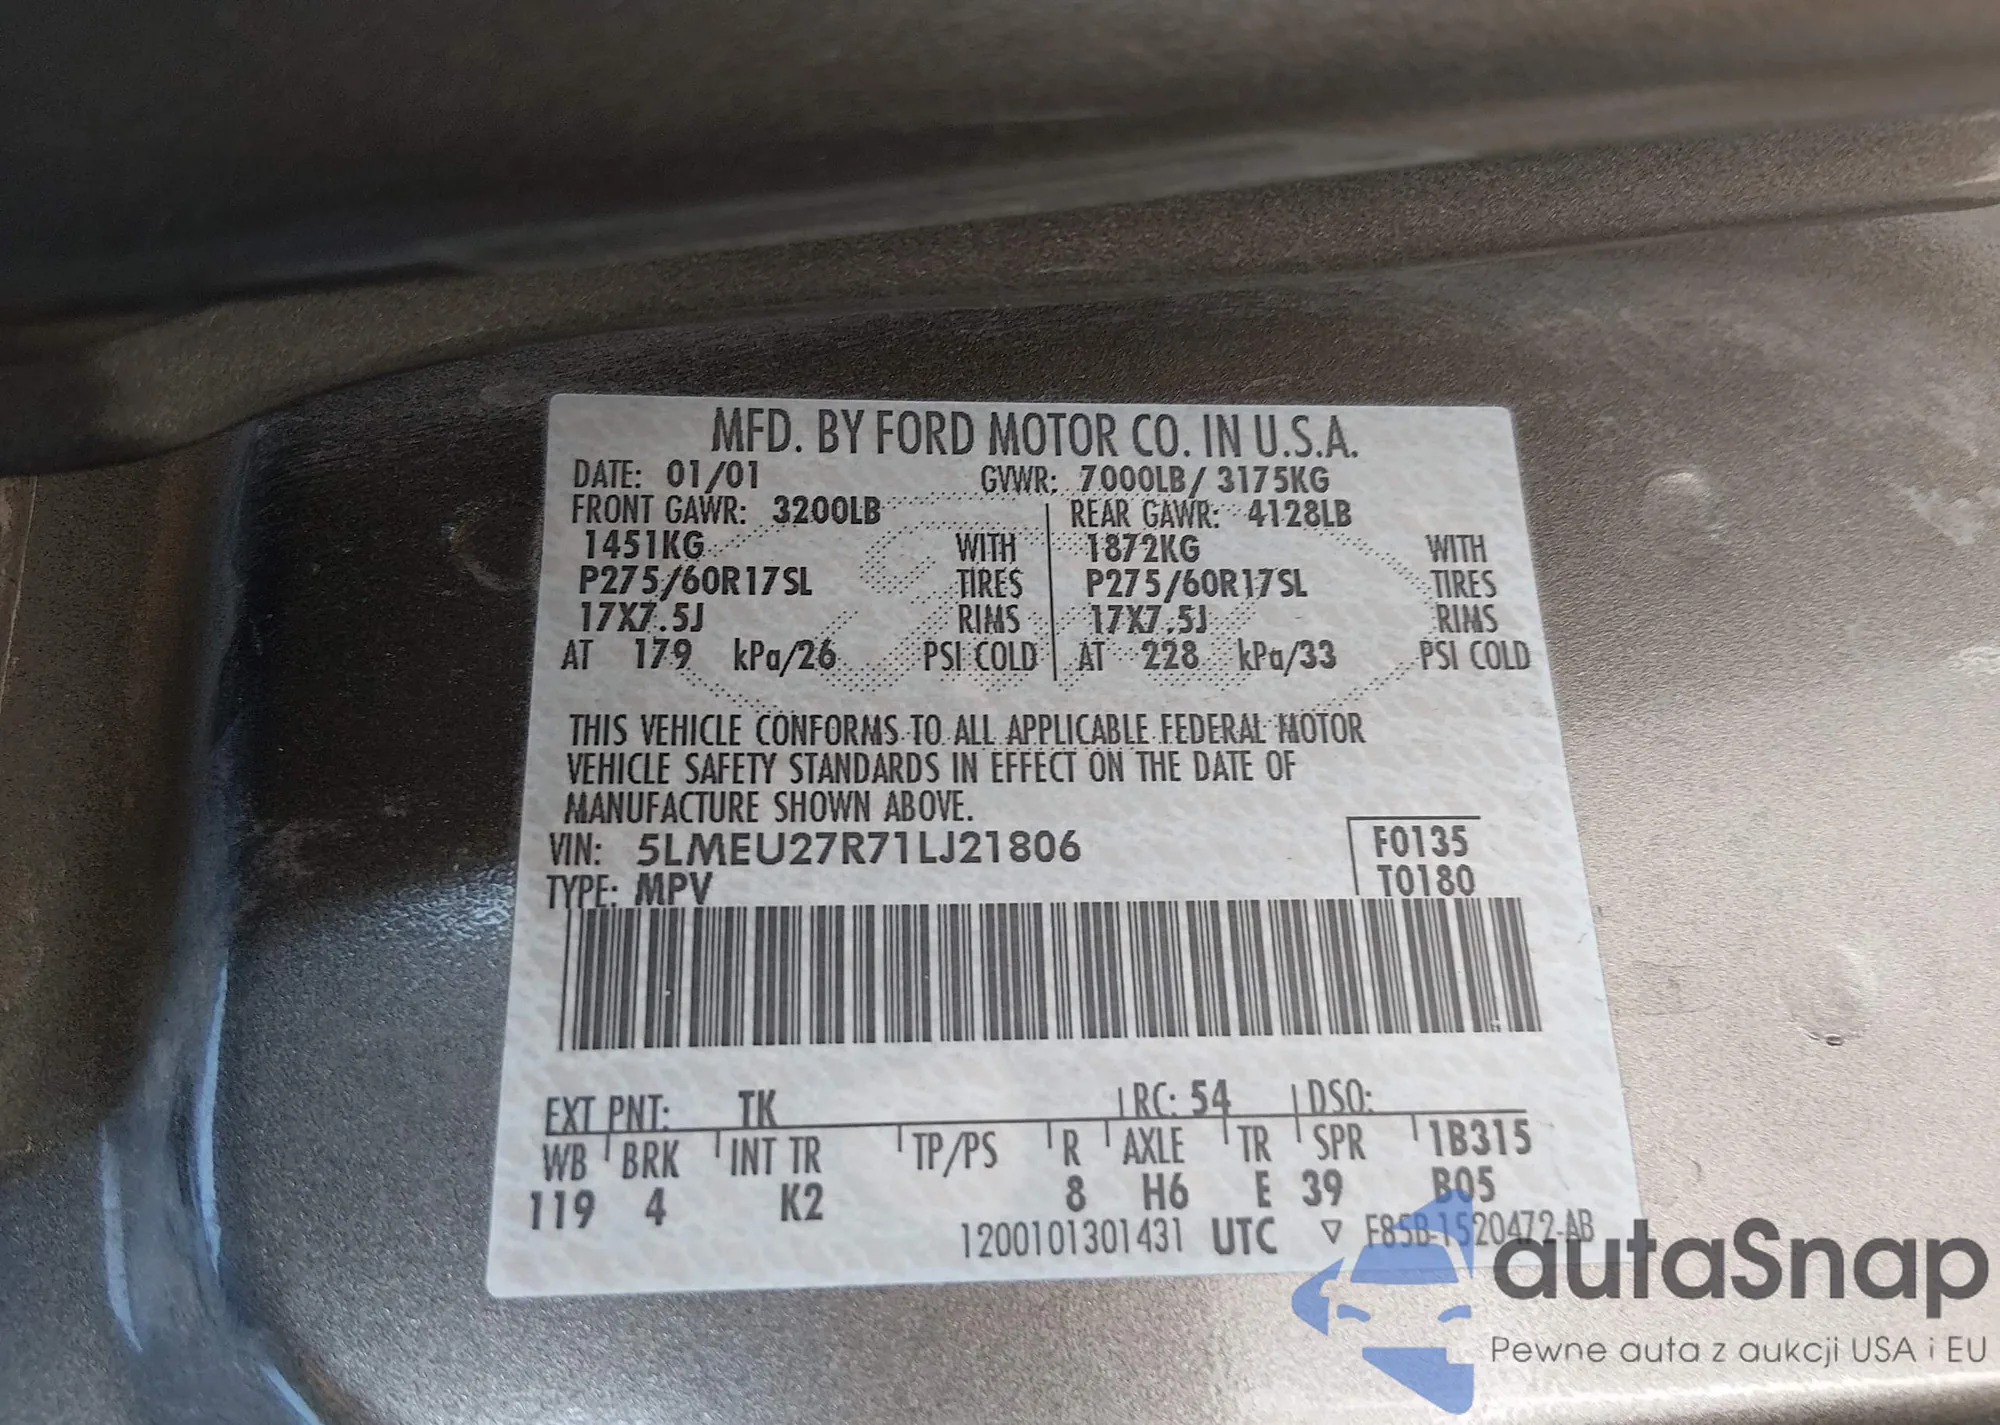 MFD. BY FORD MOTOR CO. IN U.S.A.
DATE: 01/01 GVWR: 7000LB/ 3175KG
FRONT GAWR: 3200LB REAR GAWR: 4128LB
1451KG WITH 1872KG WITH
P275/60R17SL TIRES P275/60R17SL TIRES
17X7.5J RIMS 17X7.5J RIMS
AT 179 kPa/26 PSI COLD AT 228 kPa/33 PSI COLD
THIS VEHICLE CONFORMS TO ALL APPLICABLE FEDERAL MOTOR
VEHICLE SAFETY STANDARDS IN EFFECT ON THE DATE OF
MANUFACTURE SHOWN ABOVE.
VIN: 5LMEU27R71LJ21806 F0135
TYPE: MPV T0180
EXT PNT: TK RC: 54 DSO:
WB BRK INT TR TP/PS R AXLE TR SPR 1B315
119 4 K2 8 H6 E 39 B05
1200101301431 UTC ▽ F85B-1520472-AB
autaSnap
Pewne auta z aukcji USA i EU